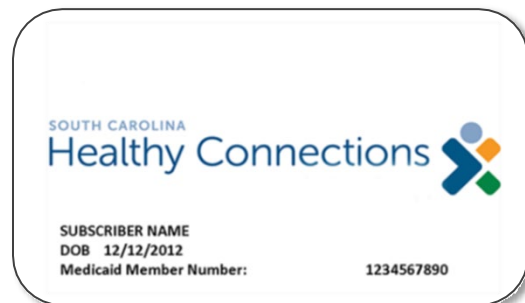 SOUTH CAROLINA
Healthy Connections
SUBSCRIBER NAME
DOB 12/12/2012
Medicaid Member Number: 1234567890